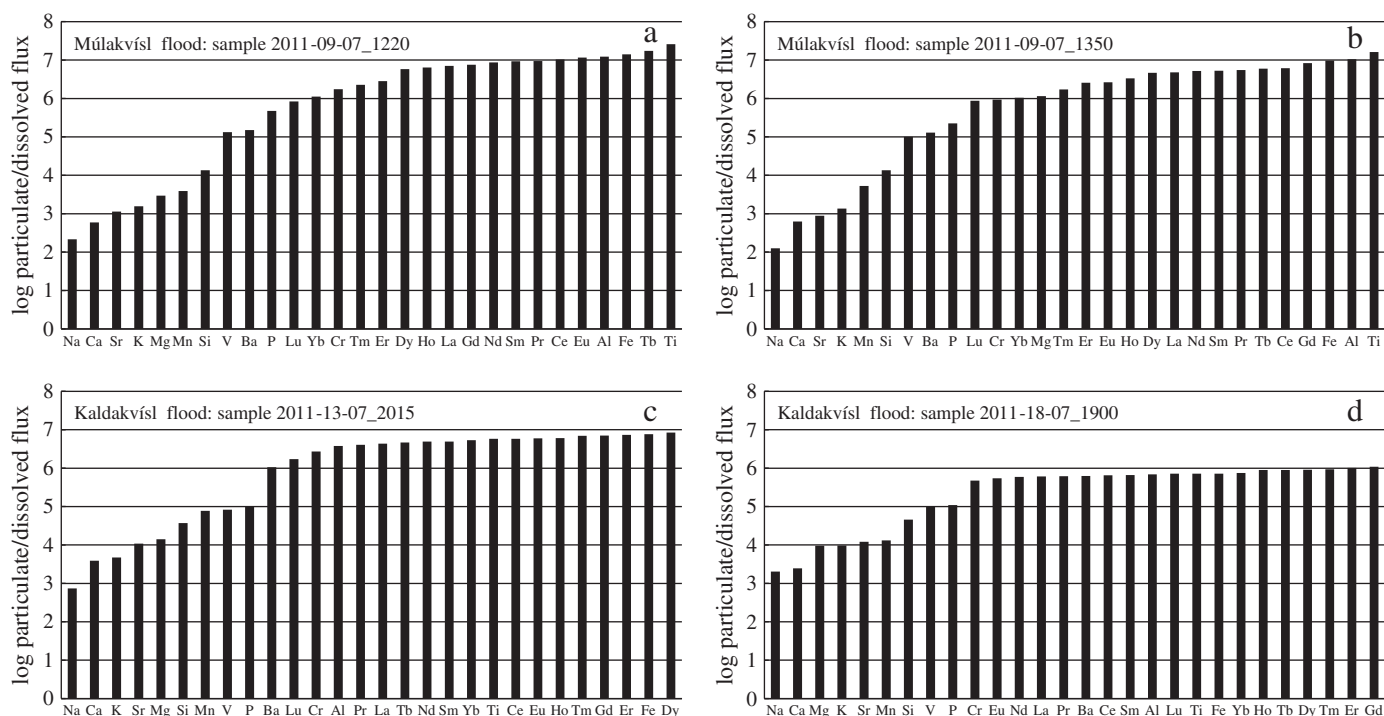 log particulate/dissolved flux
8
7
6
5
4
3
2
1
0
Múlakvísl flood: sample 2011-09-07_1220
a
Na Ca Sr K Mg Mn Si V Ba P Lu Yb Cr Tm Er Dy Ho La Gd Nd Sm Pr Ce Eu Al Fe Tb Ti
log particulate/dissolved flux
8
7
6
5
4
3
2
1
0
Múlakvísl flood: sample 2011-09-07_1350
b
Na Ca Sr K Mn Si V Ba P Lu Cr Yb Mg Tm Er Eu Ho Dy La Nd Sm Pr Tb Ce Gd Fe Al Ti
log particulate/dissolved flux
8
7
6
5
4
3
2
1
0
Kaldakvísl flood: sample 2011-13-07_2015
c
Na Ca K Sr Mg Si Mn V P Ba Lu Cr Al Pr La Tb Nd Sm Yb Ti Ce Eu Ho Tm Gd Er Fe Dy
log particulate/dissolved flux
8
7
6
5
4
3
2
1
0
Kaldakvísl flood: sample 2011-18-07_1900
d
Na Ca Mg K Sr Mn Si V P Cr Eu Nd La Pr Ba Ce Sm Al Lu Ti Fe Yb Ho Tb Dy Tm Er Gd